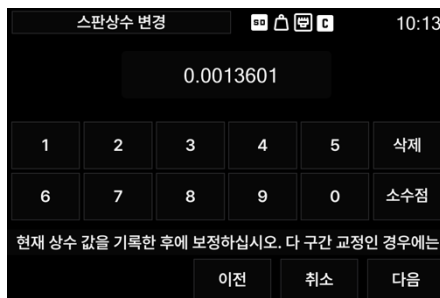 스판상수 변경 SD C 10:13
0.0013601
1 2 3 4 5 삭제
6 7 8 9 0 소수점
현재 상수 값을 기록한 후에 보정하십시오. 다 구간 교정인 경우에는
이전 취소 다음